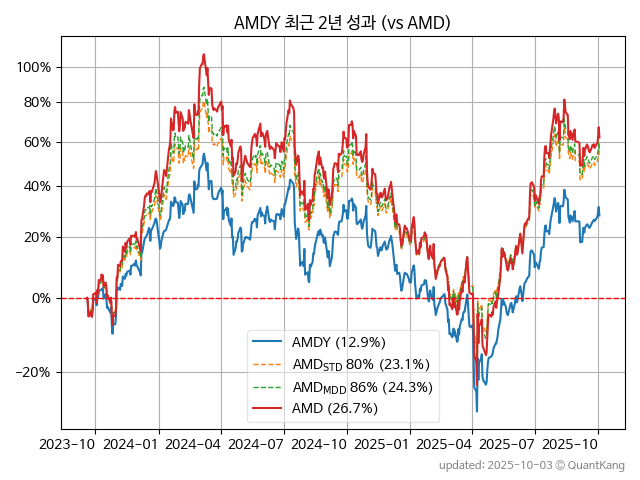 AMDY 최근 2년 성과 (vs AMD)
100%
80%
60%
40%
20%
0%
−20%
AMDY (12.9%)
AMDSTD 80% (23.1%)
AMDMDD 86% (24.3%)
AMD (26.7%)
2023-10 2024-01 2024-04 2024-07 2024-10 2025-01 2025-04 2025-07 2025-10
updated: 2025-10-03 © QuantKang